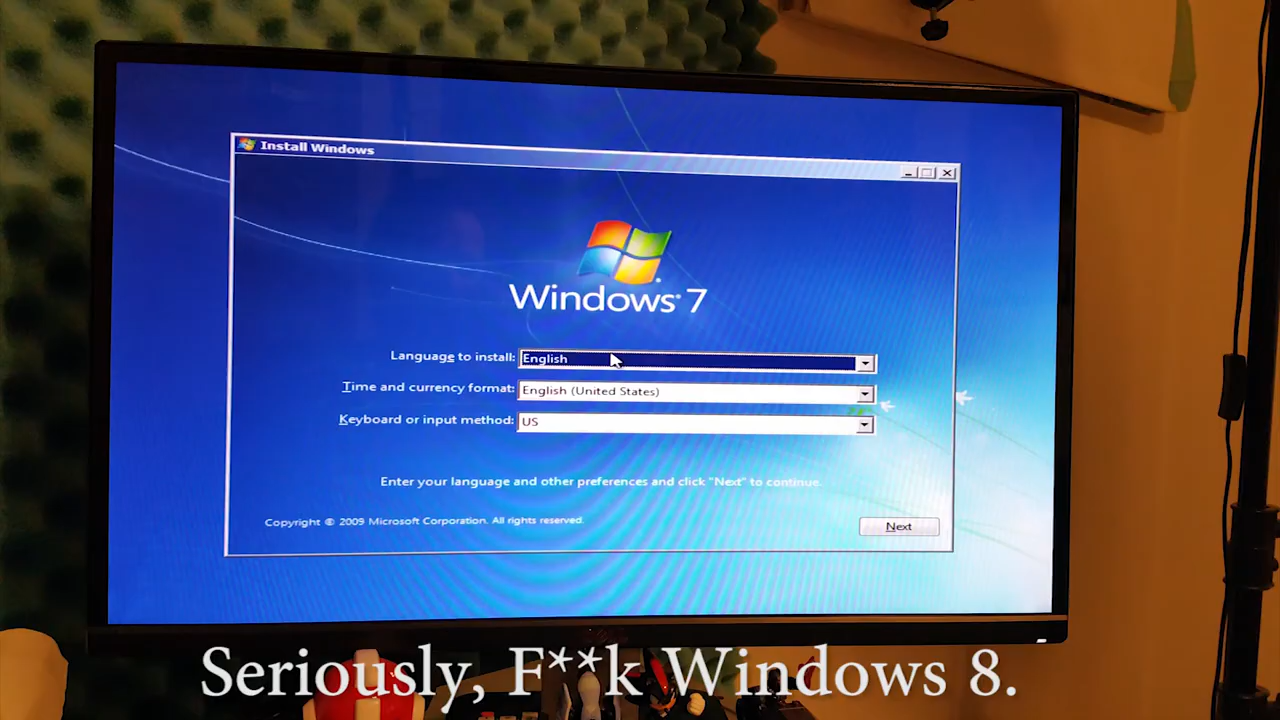 Install Windows
Windows 7
Language to install: English
Time and currency format: English (United States)
Keyboard or input method: US
Enter your language and other preferences and click "Next" to continue.
Copyright © 2009 Microsoft Corporation. All rights reserved.
Next
Seriously, F**k Windows 8.